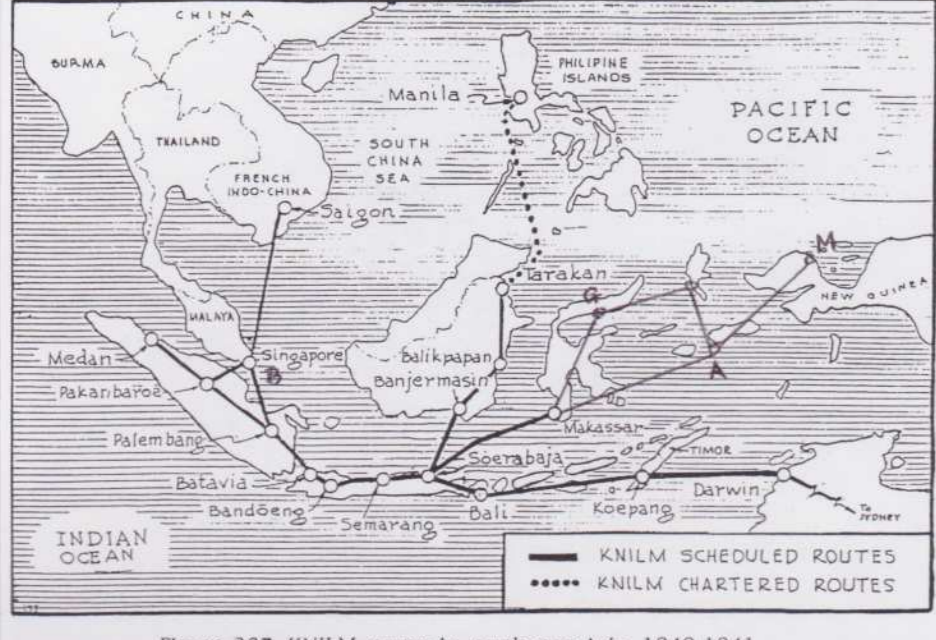 CHINA
BURMA
PHILIPINE
ISLANDS
Manila
PACIFIC
OCEAN
THAILAND
SOUTH
CHINA
SEA
FRENCH
INDO-CHINA
Saigon
M
Tarakan
G
NEW GUINEA
MALAYA
Medan
Singapore
B
Balikpapan
Banjermasin
A
Pakanbaroe
Makassar
Palembang
TIMOR
Soerabaja
Batavia
Bandoeng
Semarang
Bali
Koepang
Darwin
To
SYDNEY
INDIAN
OCEAN
KNILM SCHEDULED ROUTES
KNILM CHARTERED ROUTES